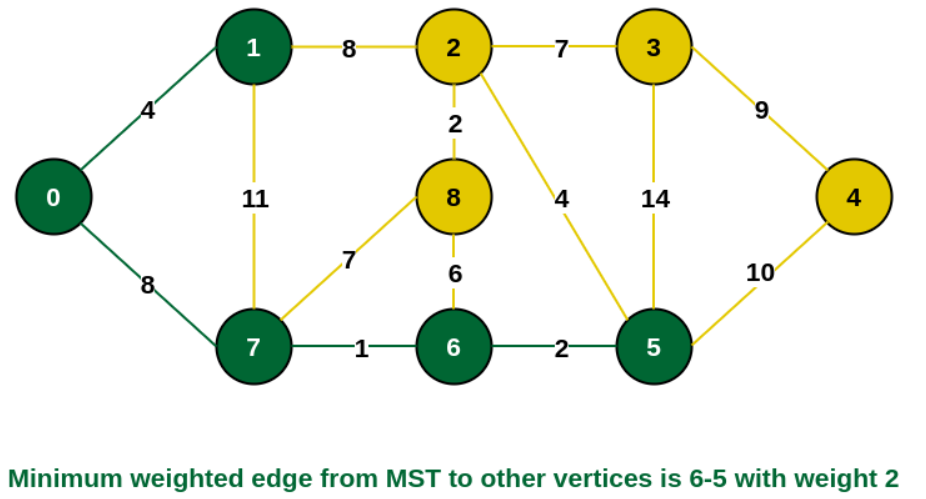 1 8 2 7 3
4 2 9
0 11 8 4 14 4
8 7 6 10
7 1 6 2 5
Minimum weighted edge from MST to other vertices is 6-5 with weight 2